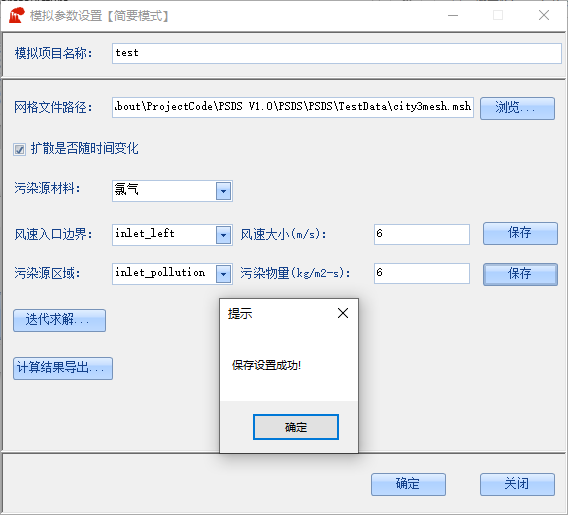 模拟参数设置【简要模式】
模拟项目名称: test
网格文件路径: bout\ProjectCode\PSDS V1.0\PSDS\PSDS\TestData\city3mesh.msh 浏览...
扩散是否随时间变化
污染源材料: 氯气
风速入口边界: inlet_left 风速大小(m/s): 6 保存
污染源区域: inlet_pollution 污染物量(kg/m2-s): 6 保存
迭代求解...
提示
保存设置成功!
计算结果导出...
确定
确定 关闭